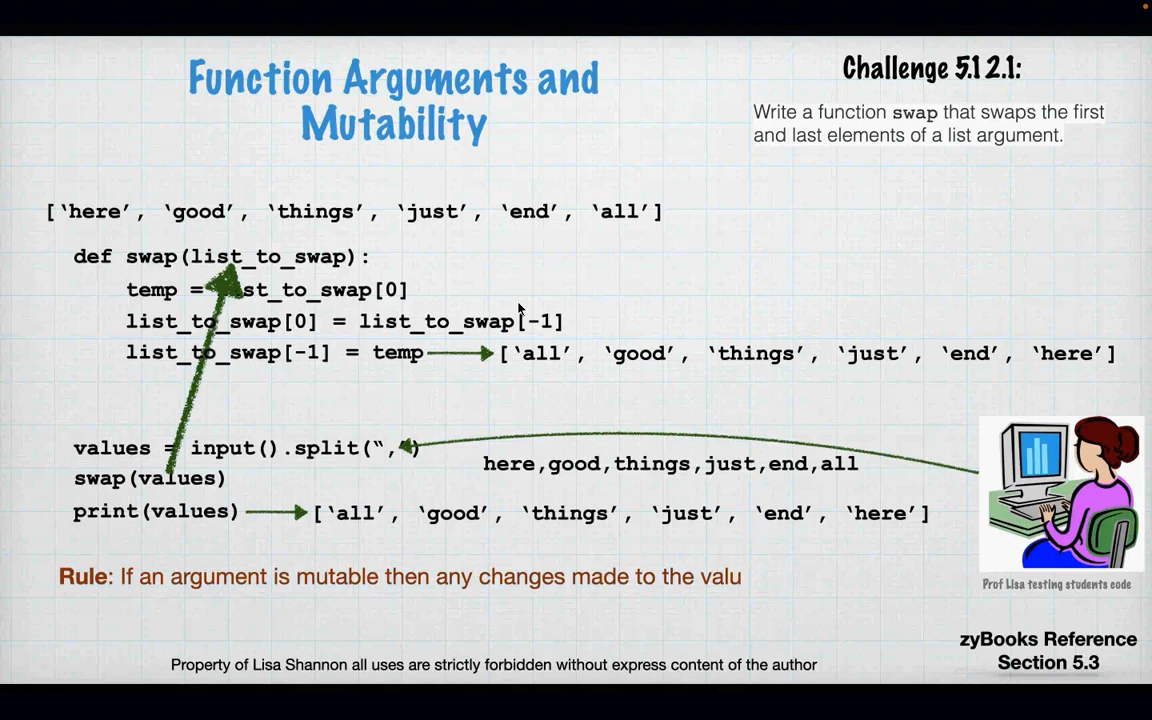 Function Arguments and
Mutability
Challenge 5.12.1:
Write a function swap that swaps the first
and last elements of a list argument.
[‘here’, ‘good’, ‘things’, ‘just’, ‘end’, ‘all’]
def swap(list_to_swap):
temp = list_to_swap[0]
list_to_swap[0] = list_to_swap[-1]
list_to_swap[-1] = temp
[‘all’, ‘good’, ‘things’, ‘just’, ‘end’, ‘here’]
values = input().split(“,”)
here,good,things,just,end,all
swap(values)
print(values)
[‘all’, ‘good’, ‘things’, ‘just’, ‘end’, ‘here’]
Rule: If an argument is mutable then any changes made to the valu
Prof Lisa testing students code
zyBooks Reference
Section 5.3
Property of Lisa Shannon all uses are strictly forbidden without express content of the author